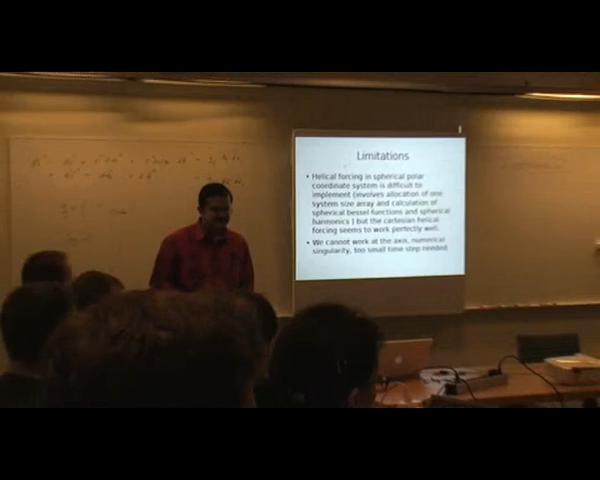 Limitations
• Helical forcing in spherical polar
coordinate system is difficult to
implement (involves allocation of one
system size array and calculation of
spherical bessel functions and spherical
harmonics ) but the cartesian helical
forcing seems to work perfectly well.
• We cannot work at the axis, numerical
singularity, too small time step needed